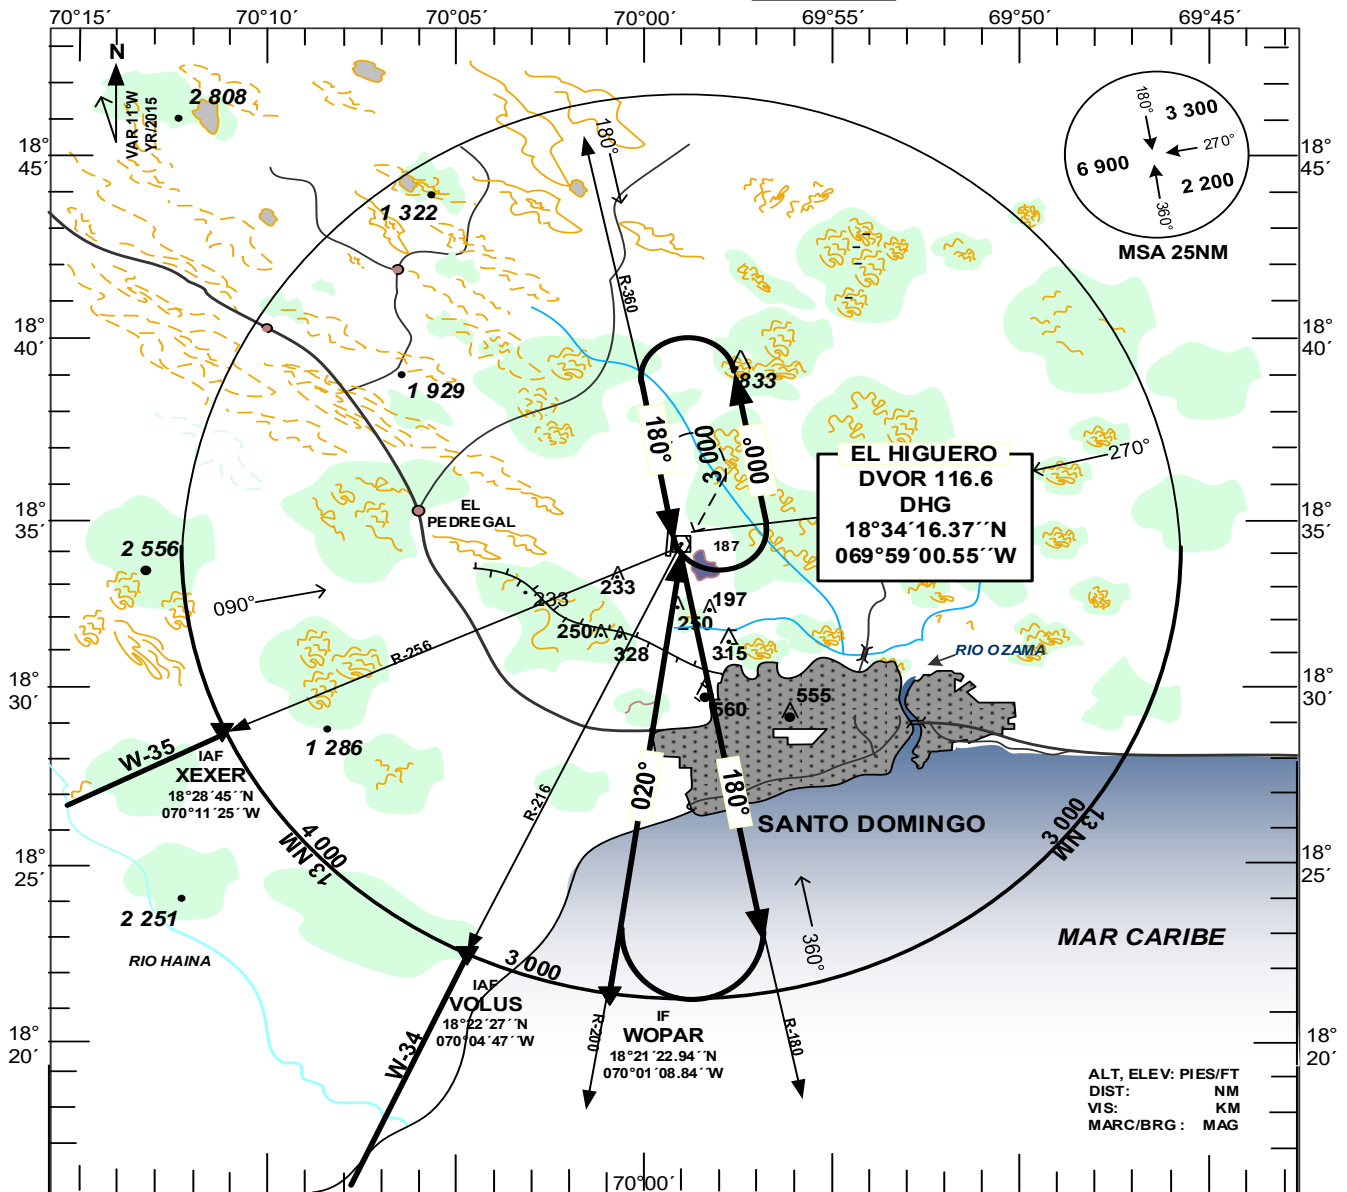 70°15´
70°10´
70°05´
70°00´
69°55´
69°50´
69°45´
N
VAR 11°W
YR/2015
2 808
180°
3 300
270°
6 900
2 200
360°
MSA 25NM
18°
45´
18°
45´
180°
1 322
R-360
18°
40´
18°
40´
833
1 929
180°
3 000
000°
EL HIGUERO
DVOR 116.6
DHG
18°34´16.37´´N
069°59´00.55´´W
270°
EL
PEDREGAL
18°
35´
18°
35´
187
2 556
233
233
090°
197
250
250
328
315
R-256
RIO OZAMA
18°
30´
18°
30´
555
560
1 286
W-35
IAF
XEXER
18°28´45´´N
070°11´25´´W
020°
180°
R-216
SANTO DOMINGO
4 000
13 NM
3 000
13 NM
18°
25´
18°
25´
2 251
RIO HAINA
360°
MAR CARIBE
3 000
IAF
VOLUS
18°22´27´´N
070°04´47´´W
IF
WOPAR
18°21´22.94´´N
070°01´08.84´´W
R-200
R-180
W-34
18°
20´
18°
20´
ALT, ELEV: PIES/FT
DIST: NM
VIS: KM
MARC/BRG : MAG
70°00´